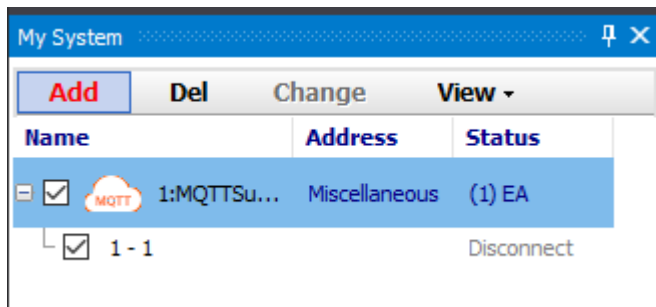 My System
Add Del Change View
Name Address Status
MQTT 1:MQTTSu... Miscellaneous (1) EA
1 - 1 Disconnect